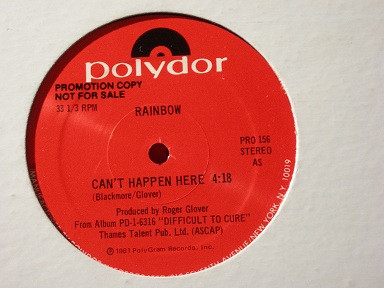 polydor
PROMOTION COPY
NOT FOR SALE
33 1/3 RPM
RAINBOW
PRO 156
STEREO
AS
CAN'T HAPPEN HERE 4:18
(Blackmore/Glover)
Produced by Roger Glover
From Album PD-1-6316 "DIFFICULT TO CURE"
Thames Talent Pub. Ltd. (ASCAP)
℗ 1981 PolyGram Records, Inc.
AVENUE, NEW YORK, N.Y. 10019